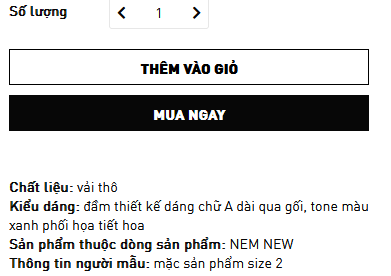 Số lượng
1
THÊM VÀO GIỎ
MUA NGAY
Chất liệu: vải thô
Kiểu dáng: đầm thiết kế dáng chữ A dài qua gối, tone màu
xanh phối họa tiết hoa
Sản phẩm thuộc dòng sản phẩm: NEM NEW
Thông tin người mẫu: mặc sản phẩm size 2